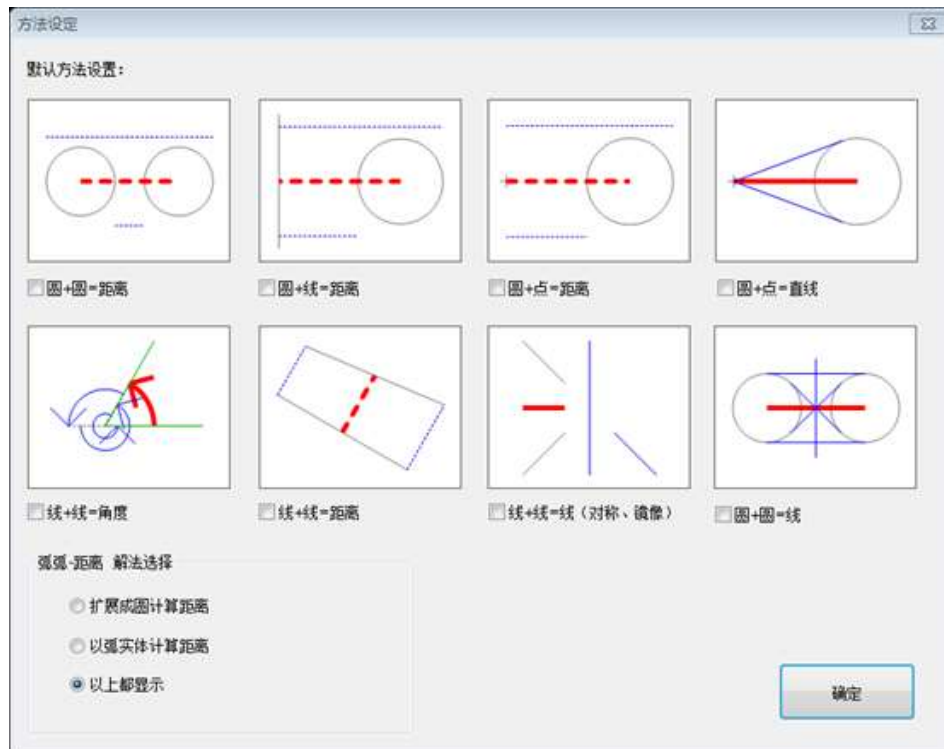 方法设定
默认方法设置：
圆+圆=距离
圆+线=距离
圆+点=距离
圆+点=直线
线+线=角度
线+线=距离
线+线=线（对称、镜像）
圆+圆=线
弧弧-距离 解法选择
扩展成圆计算距离
以弧实体计算距离
以上都显示
确定